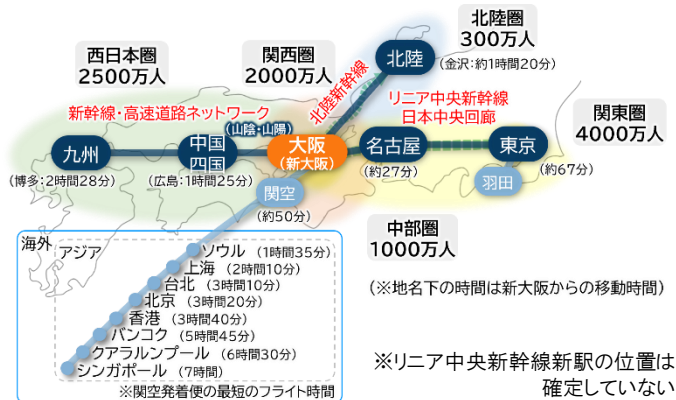 北陸圏
300万人
西日本圏
2500万人
関西圏
2000万人
北陸
(金沢：約1時間20分)
北陸新幹線
リニア中央新幹線
日本中央回廊
関東圏
4000万人
新幹線・高速道路ネットワーク
(山陰・山陽)
九州
中国
四国
大阪
(新大阪)
名古屋
東京
(博多：2時間28分)
(広島：1時間25分)
(約27分)
(約67分)
羽田
関空
(約50分)
中部圏
1000万人
海外
アジア
ソウル (1時間35分)
上海 (2時間10分)
台北 (3時間10分)
北京 (3時間20分)
香港 (3時間40分)
バンコク (5時間45分)
クアラルンプール (6時間30分)
シンガポール (7時間)
※関空発着便の最短のフライト時間
(※地名下の時間は新大阪からの移動時間)
※リニア中央新幹線新駅の位置は
確定していない